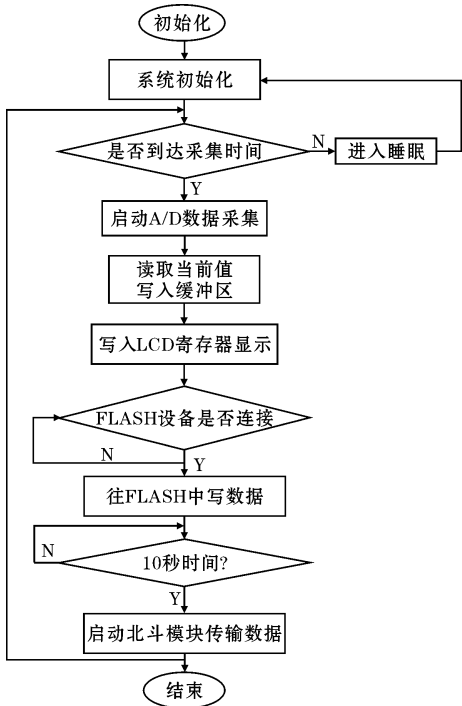 初始化
系统初始化
是否到达采集时间
N
进入睡眠
Y
启动A/D数据采集
读取当前值
写入缓冲区
写入LCD寄存器显示
FLASH设备是否连接
N
Y
往FLASH中写数据
N
10秒时间?
Y
启动北斗模块传输数据
结束